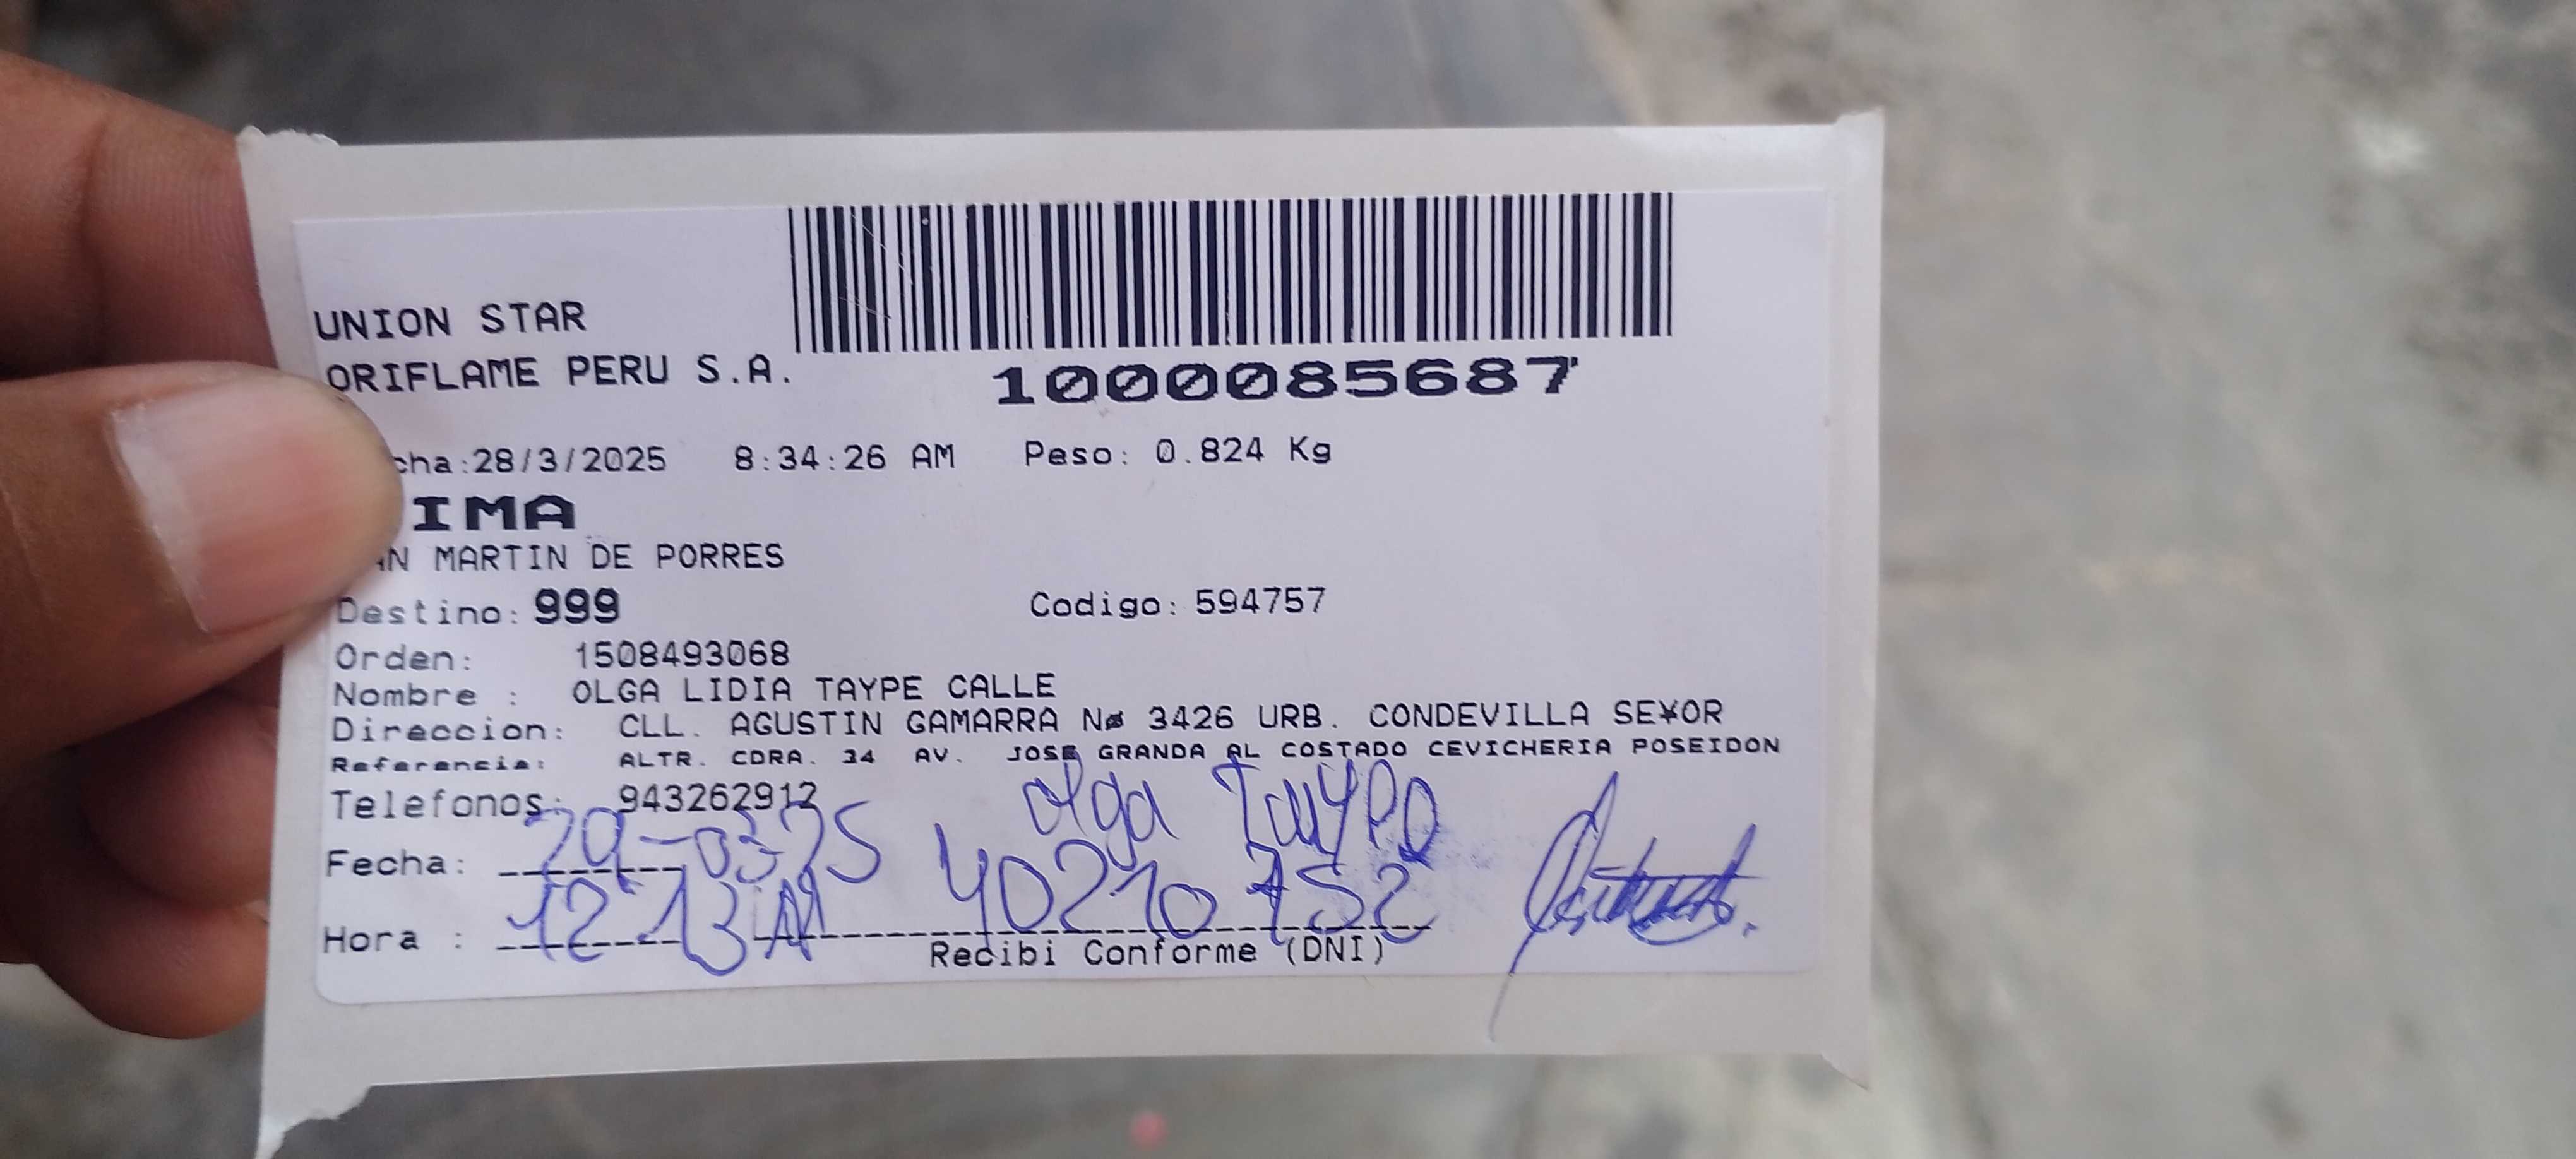 UNION STAR
ORIFLAME PERU S.A.
1000085687
cha:28/3/2025 8:34:26 AM Peso: 0.824 Kg
IMA
AN MARTIN DE PORRES
Destino: 999 Codigo: 594757
Orden: 1508493068
Nombre : OLGA LIDIA TAYPE CALLE
Direccion: CLL. AGUSTIN GAMARRA Nø 3426 URB. CONDEVILLA SE¥OR
Referencia: ALTR. CDRA. 34 AV. JOSE GRANDA AL COSTADO CEVICHERIA POSEIDON
Telefonos: 943262912
olga Taype
Fecha: 29-03-25
40210752
Hora : 12:13
Recibi Conforme (DNI)